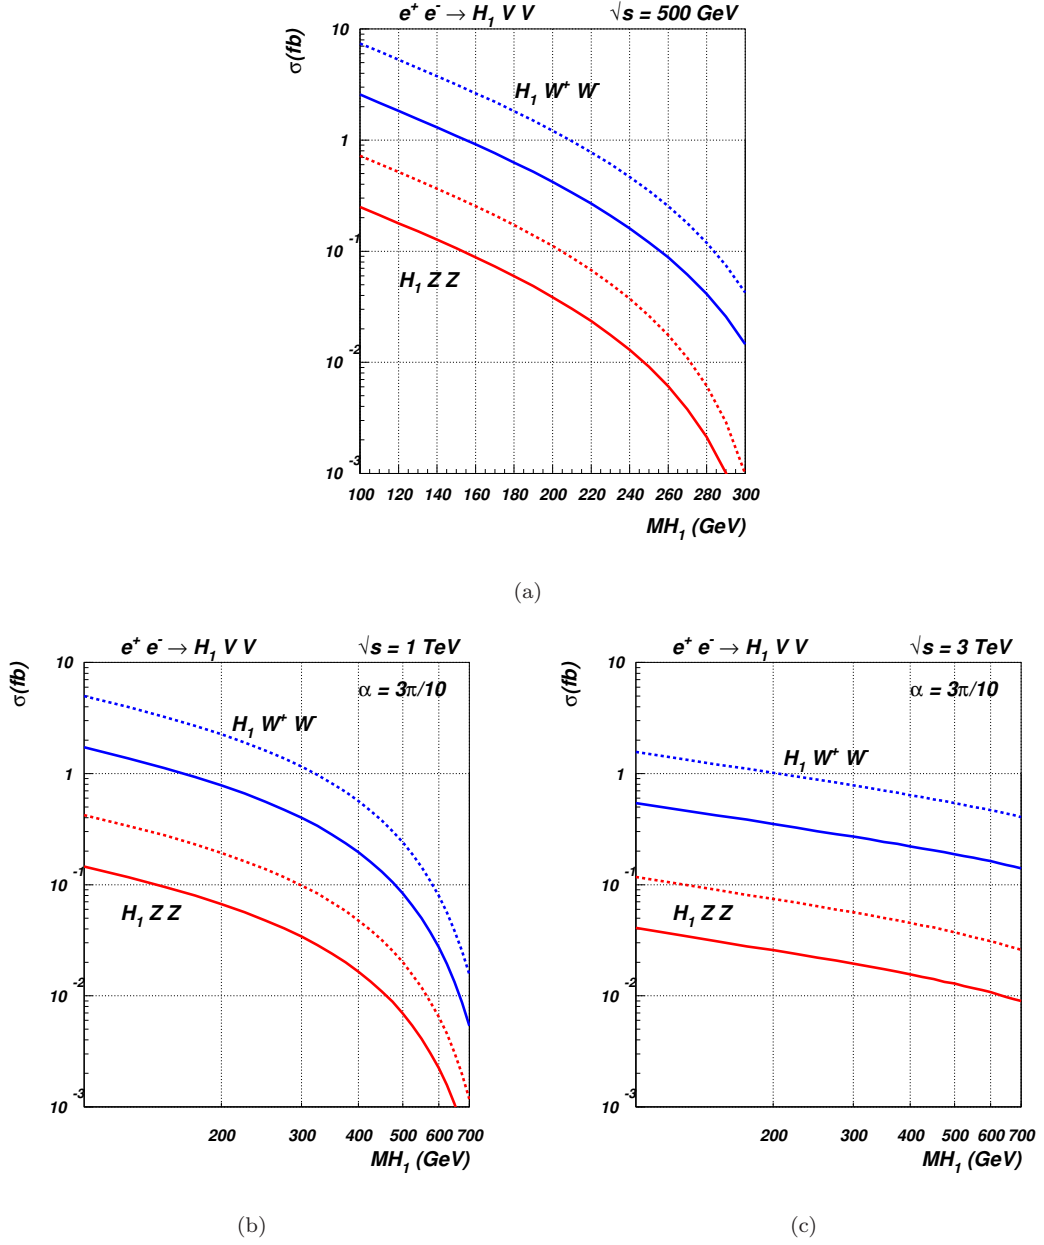 e⁺ e⁻ → H₁ V V √s = 500 GeV
σ(fb)
10
H₁ W⁺ W⁻
1
10⁻¹
H₁ Z Z
10⁻²
10⁻³
100 120 140 160 180 200 220 240 260 280 300
MH₁ (GeV)
(a)
e⁺ e⁻ → H₁ V V √s = 1 TeV
σ(fb)
10
α = 3π/10
H₁ W⁺ W⁻
1
10⁻¹
H₁ Z Z
10⁻²
10⁻³
200 300 400 500 600 700
MH₁ (GeV)
(b)
e⁺ e⁻ → H₁ V V √s = 3 TeV
σ(fb)
10
α = 3π/10
H₁ W⁺ W⁻
1
10⁻¹
H₁ Z Z
10⁻²
10⁻³
200 300 400 500 600 700
MH₁ (GeV)
(c)